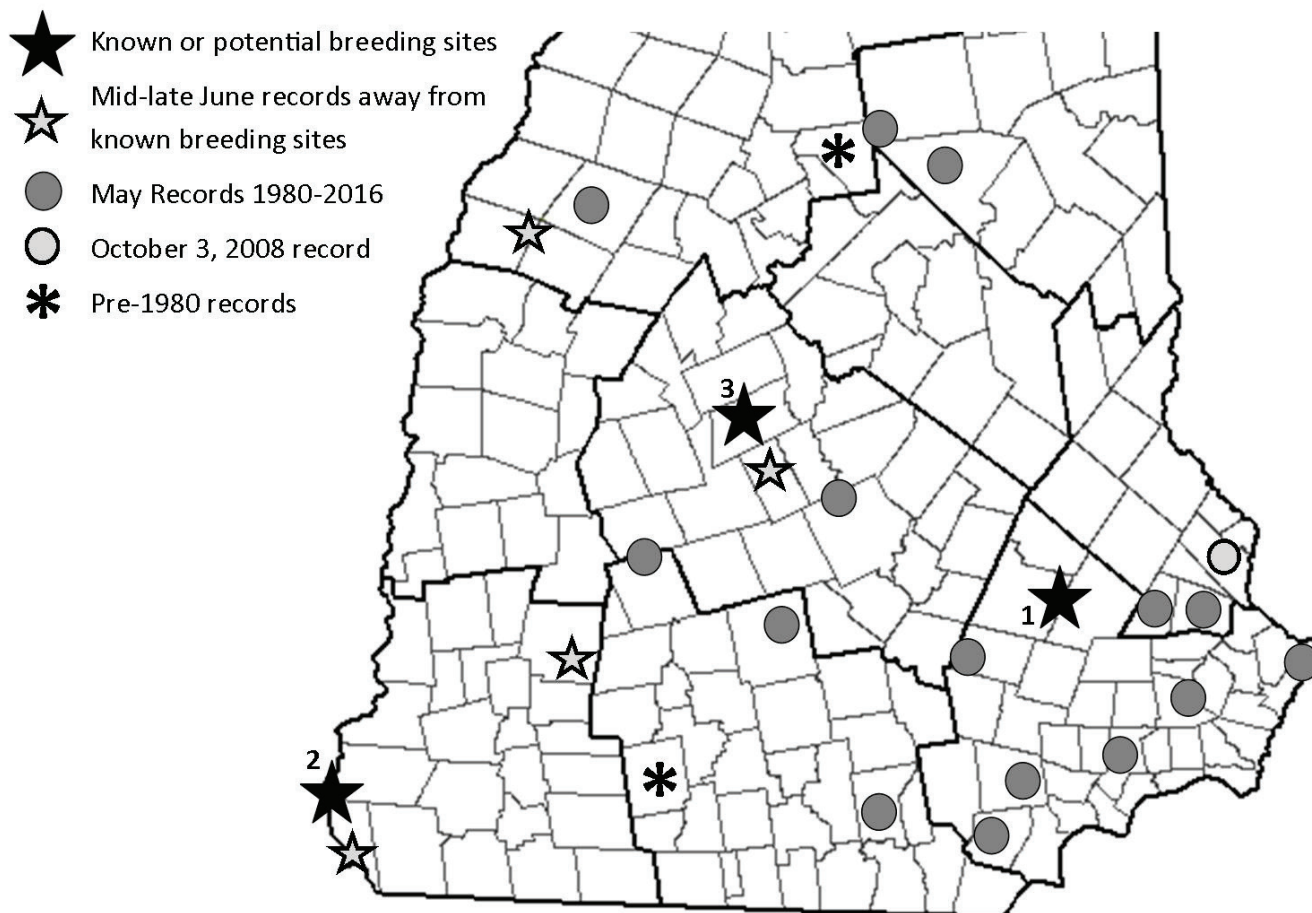 Known or potential breeding sites
Mid-late June records away from
known breeding sites
May Records 1980-2016
October 3, 2008 record
Pre-1980 records
3
1
2